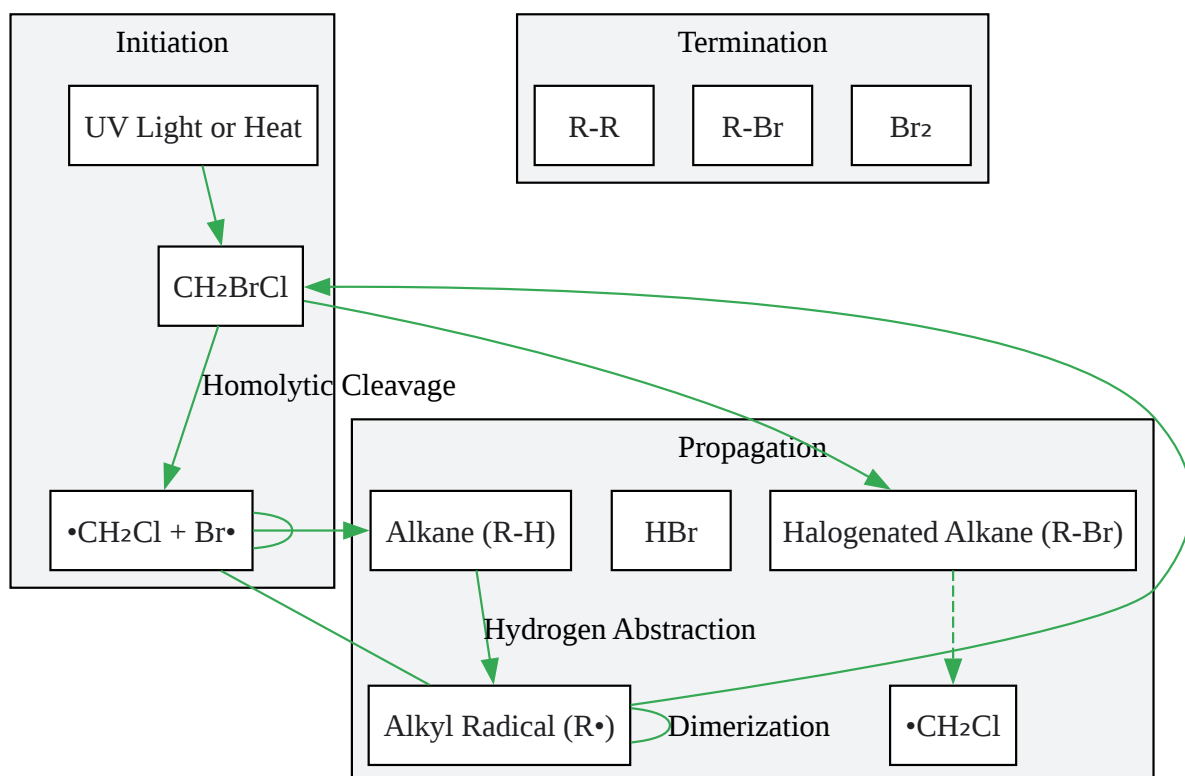 Initiation
UV Light or Heat
CH₂BrCl
Homolytic Cleavage
•CH₂Cl + Br•
Termination
R-R
R-Br
Br₂
Propagation
Alkane (R-H)
HBr
Halogenated Alkane (R-Br)
Hydrogen Abstraction
Alkyl Radical (R•)
Dimerization
•CH₂Cl